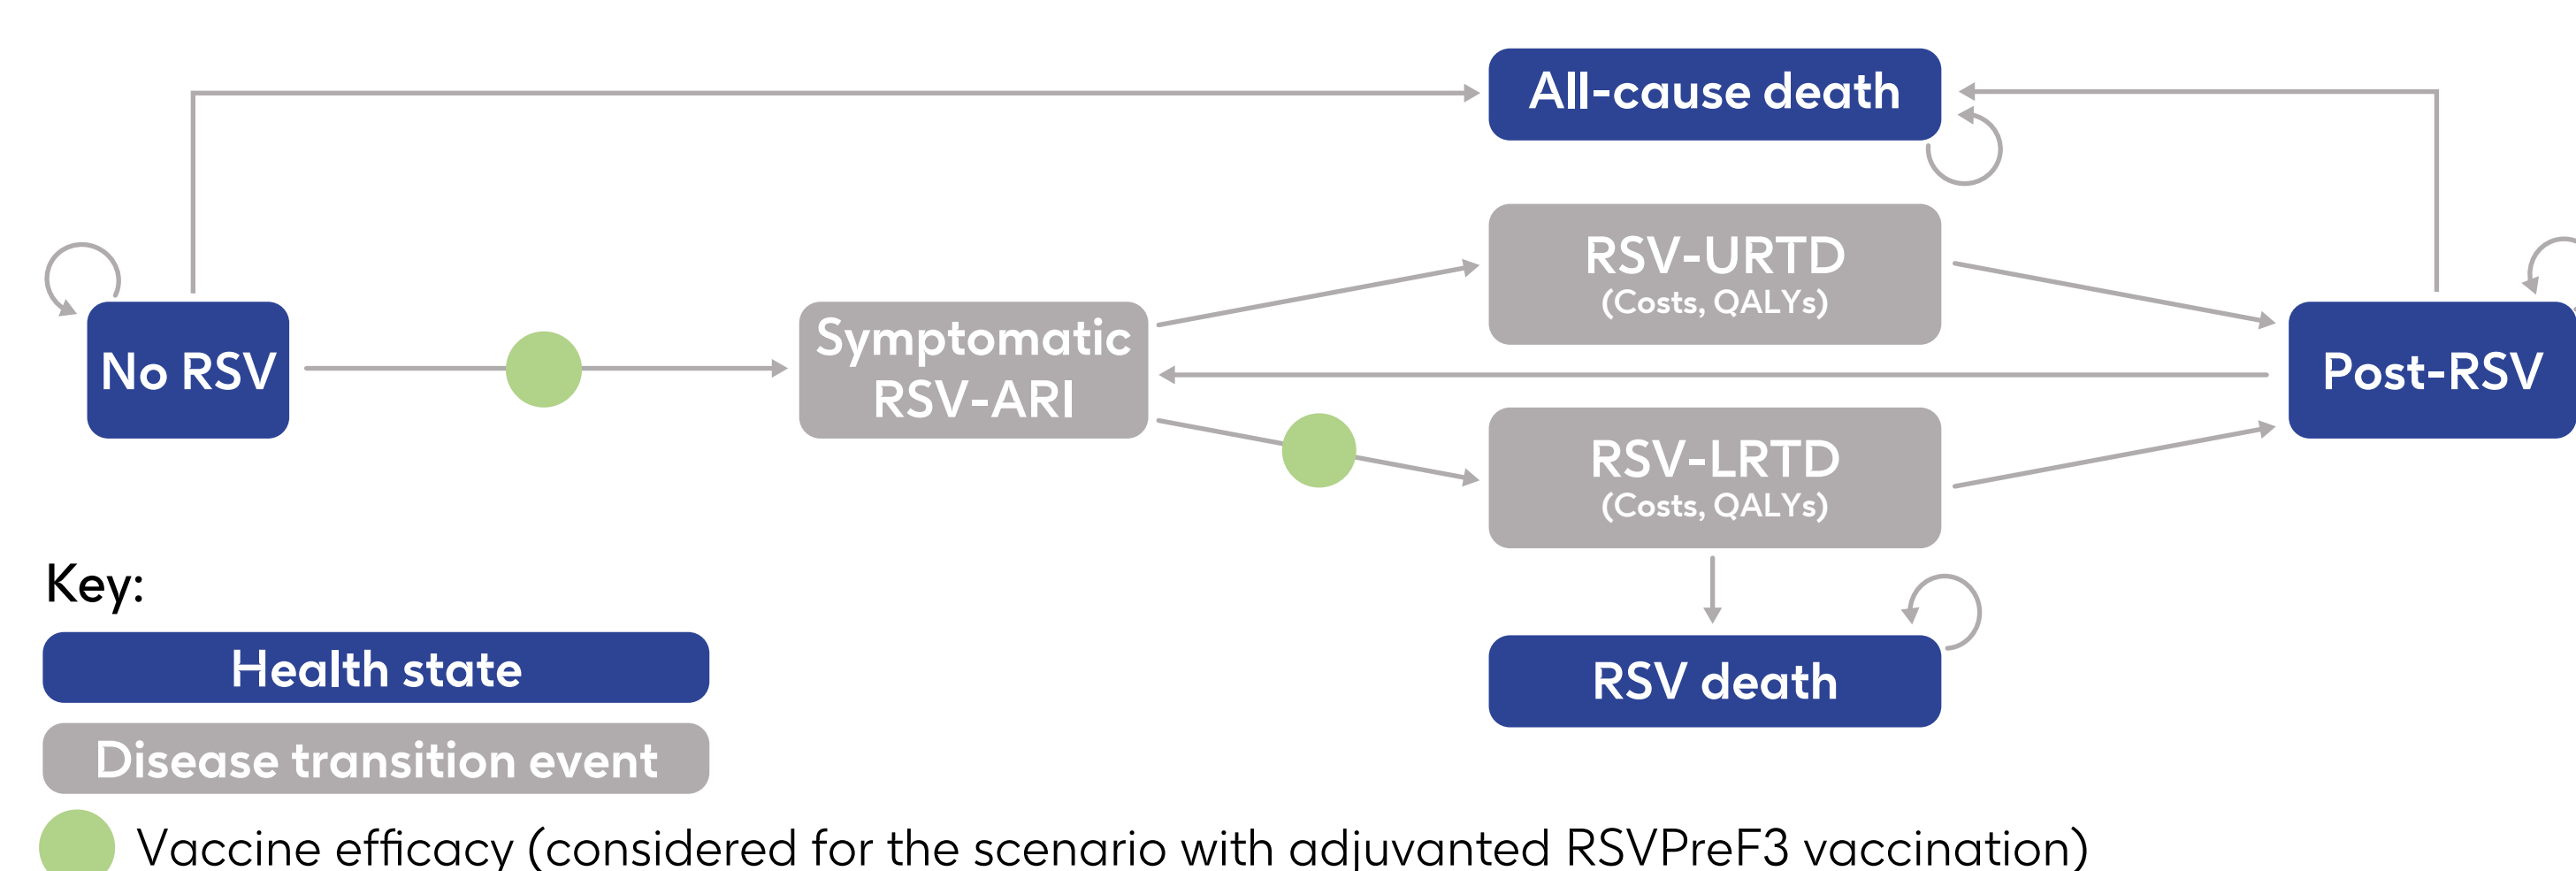 All-cause death
RSV-URTD
(Costs, QALYs)
No RSV
Symptomatic
RSV-ARI
Post-RSV
RSV-LRTD
(Costs, QALYs)
RSV death
Key:
Health state
Disease transition event
Vaccine efficacy (considered for the scenario with adjuvanted RSVPreF3 vaccination)